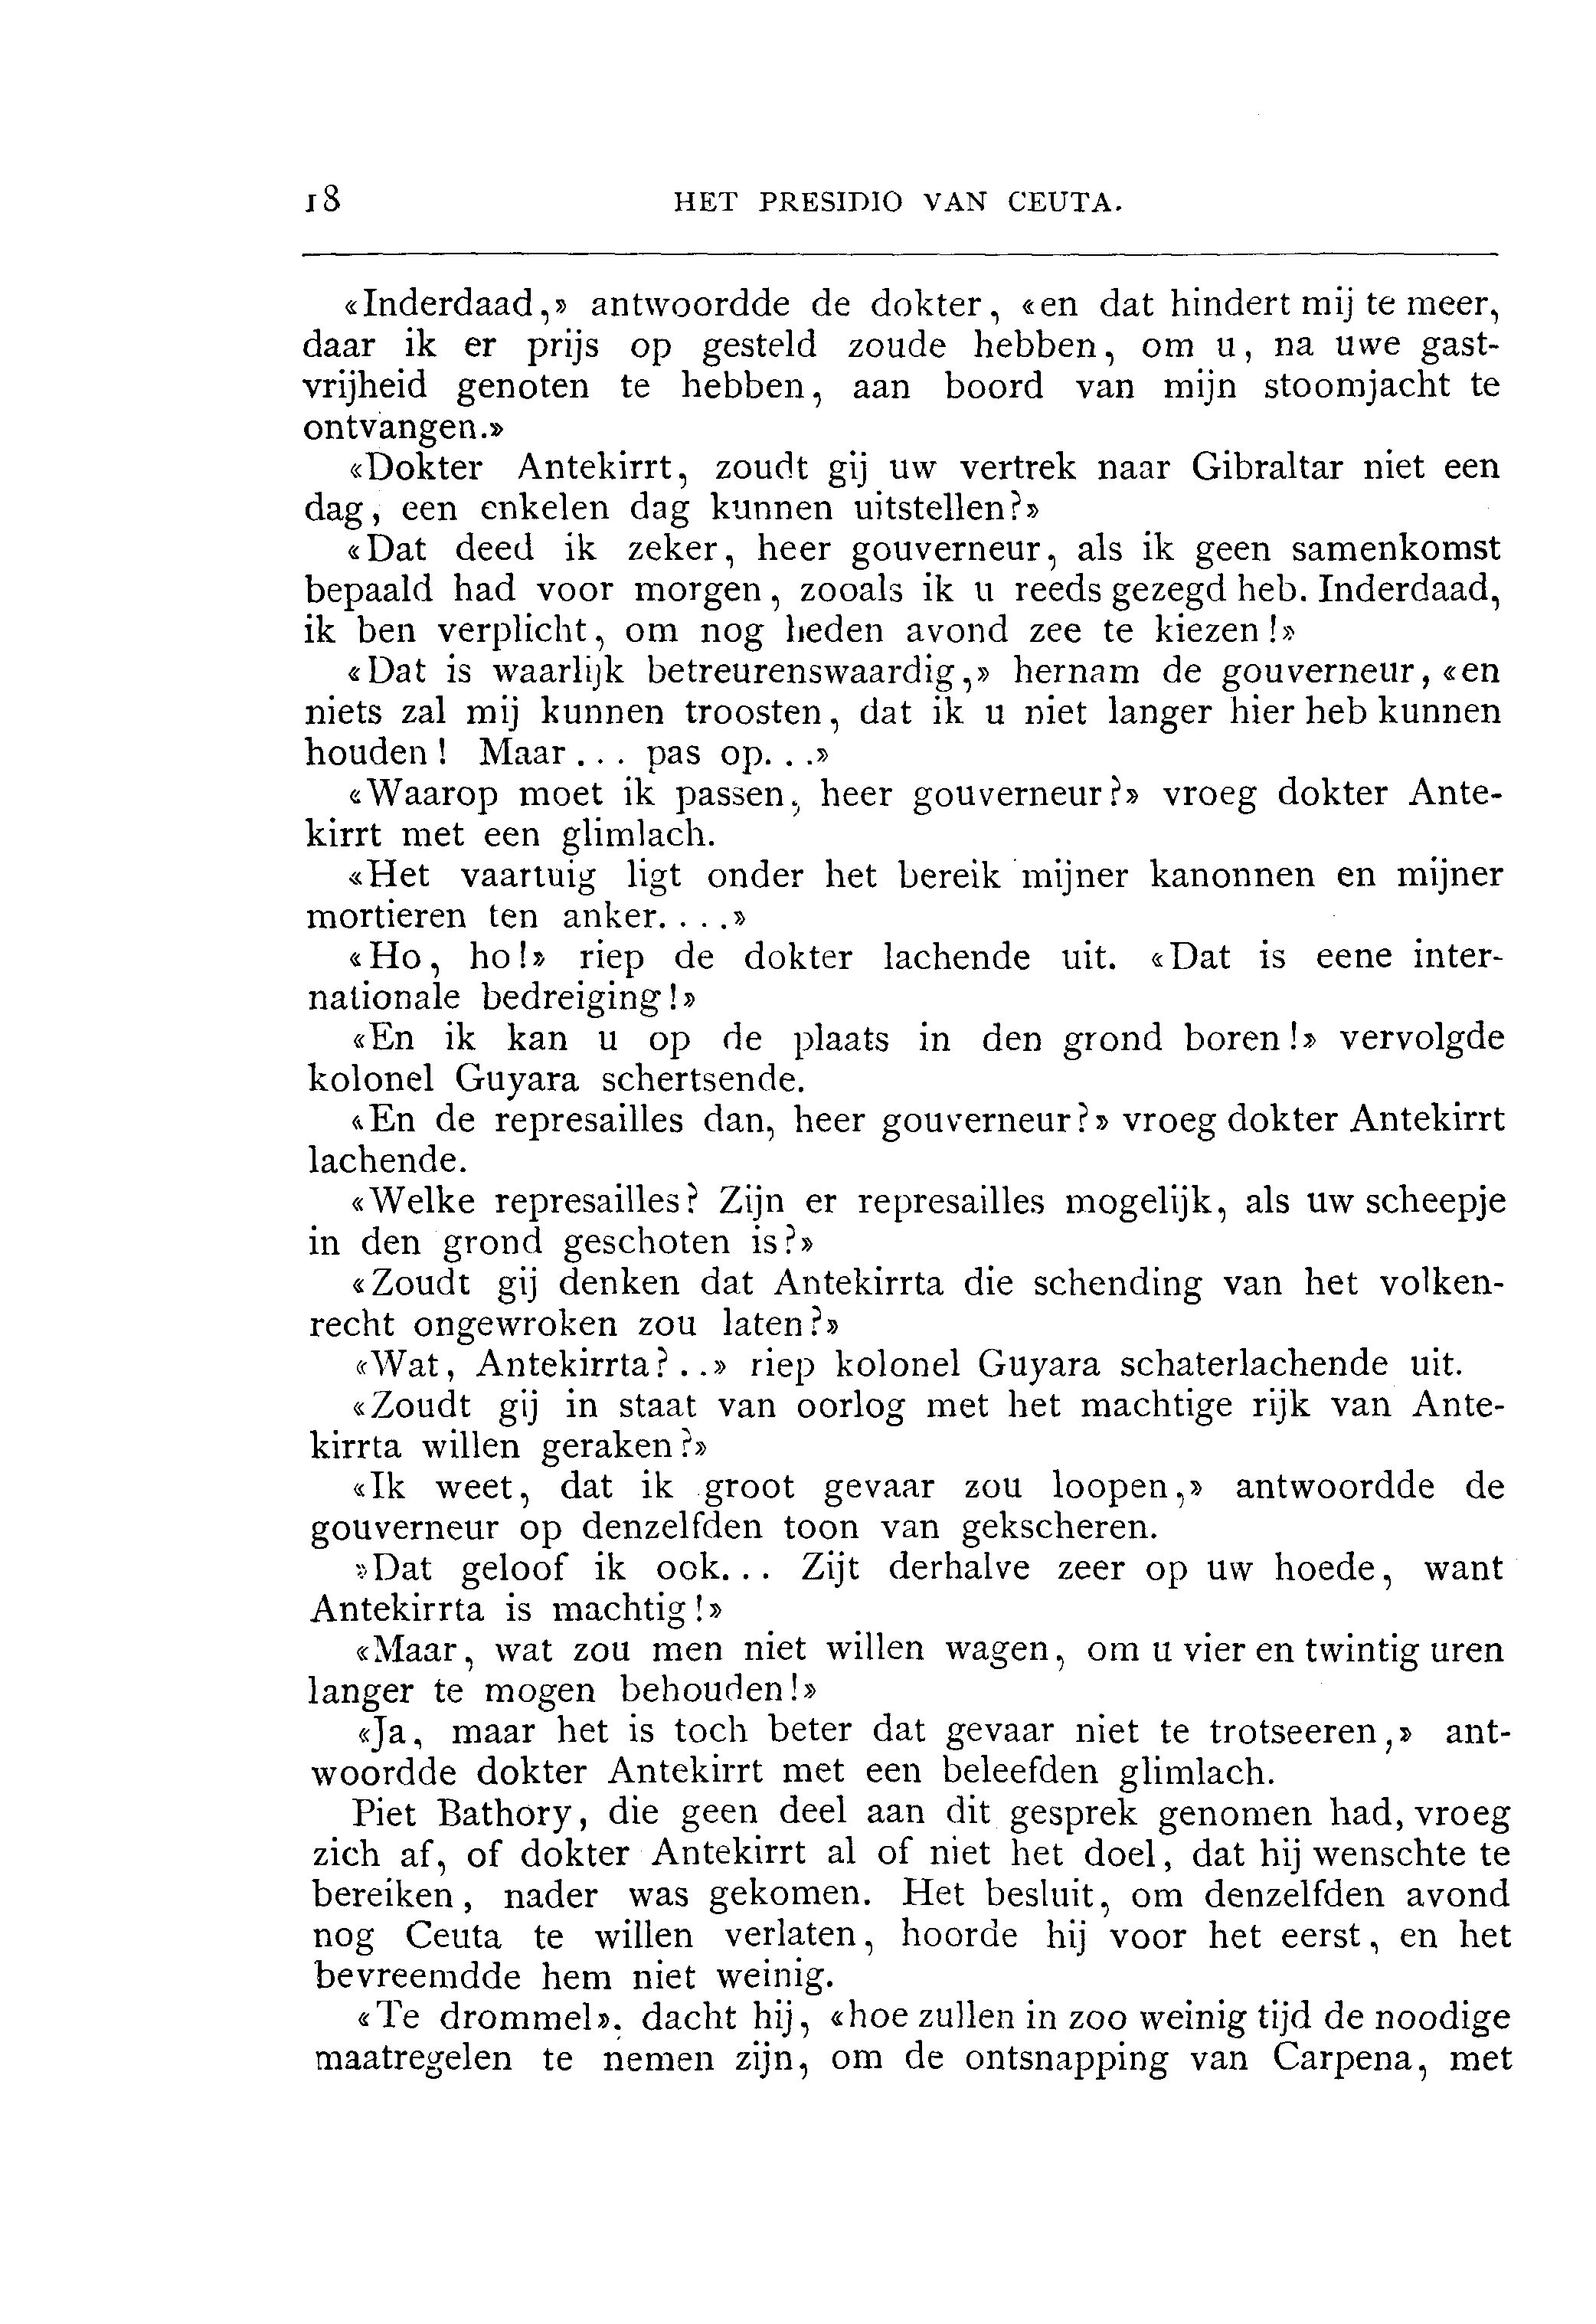 18 HET PRESIDIO VAN CEUTA.
«Inderdaad,» antwoordde de dokter, «en dat hindert mij te meer,
daar ik er prijs op gesteld zoude hebben, om u, na uwe gast-
vrijheid genoten te hebben, aan boord van mijn stoomjacht te
ontvangen.»
«Dokter Antekirrt, zoudt gij uw vertrek naar Gibraltar niet een
dag, een enkelen dag kunnen uitstellen?»
«Dat deed ik zeker, heer gouverneur, als ik geen samenkomst
bepaald had voor morgen, zooals ik u reeds gezegd heb. Inderdaad,
ik ben verplicht, om nog heden avond zee te kiezen!»
«Dat is waarlijk betreurenswaardig,» hernam de gouverneur, «en
niets zal mij kunnen troosten, dat ik u niet langer hier heb kunnen
houden! Maar... pas op...»
«Waarop moet ik passen, heer gouverneur?» vroeg dokter Ante-
kirrt met een glimlach.
«Het vaartuig ligt onder het bereik mijner kanonnen en mijner
mortieren ten anker....»
«Ho, ho!» riep de dokter lachende uit. «Dat is eene inter-
nationale bedreiging!»
«En ik kan u op de plaats in den grond boren!» vervolgde
kolonel Guyara schertsende.
«En de represailles dan, heer gouverneur?» vroeg dokter Antekirrt
lachende.
«Welke represailles? Zijn er represailles mogelijk, als uw scheepje
in den grond geschoten is?»
«Zoudt gij denken dat Antekirrta die schending van het volken-
recht ongewroken zou laten?»
«Wat, Antekirrta?..» riep kolonel Guyara schaterlachende uit.
«Zoudt gij in staat van oorlog met het machtige rijk van Ante-
kirrta willen geraken?»
«Ik weet, dat ik groot gevaar zou loopen,» antwoordde de
gouverneur op denzelfden toon van gekscheren.
»Dat geloof ik ook... Zijt derhalve zeer op uw hoede, want
Antekirrta is machtig!»
«Maar, wat zou men niet willen wagen, om u vier en twintig uren
langer te mogen behouden!»
«Ja, maar het is toch beter dat gevaar niet te trotseeren,» ant-
woordde dokter Antekirrt met een beleefden glimlach.
Piet Bathory, die geen deel aan dit gesprek genomen had, vroeg
zich af, of dokter Antekirrt al of niet het doel, dat hij wenschte te
bereiken, nader was gekomen. Het besluit, om denzelfden avond
nog Ceuta te willen verlaten, hoorde hij voor het eerst, en het
bevreemdde hem niet weinig.
«Te drommel». dacht hij, «hoe zullen in zoo weinig tijd de noodige
maatregelen te nemen zijn, om de ontsnapping van Carpena, met